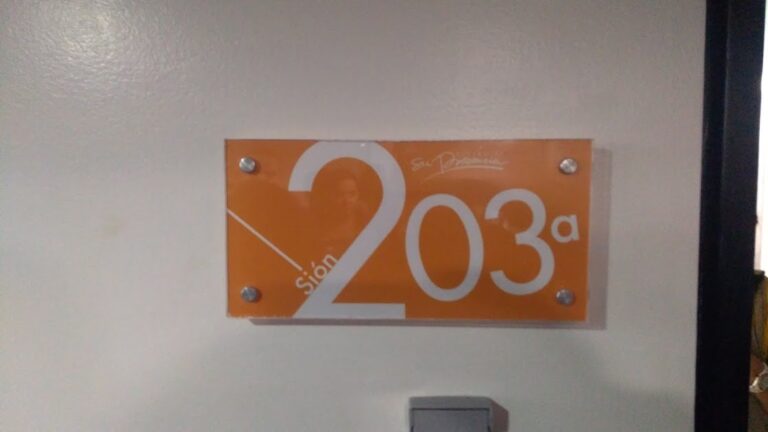 Su Presencia
203a
Sión